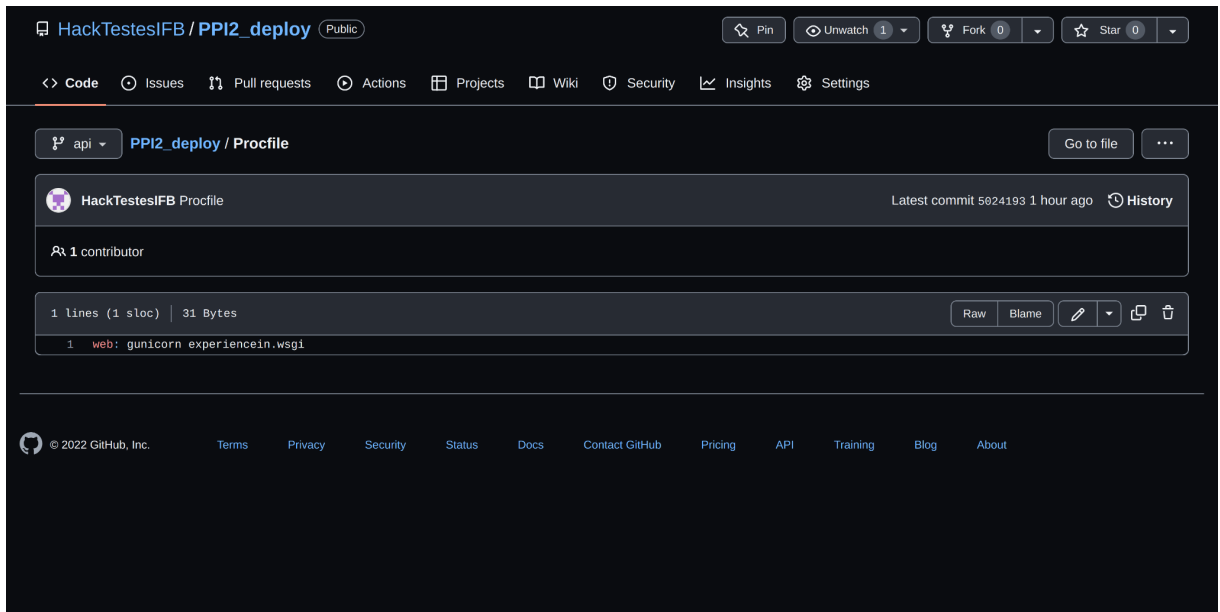 HackTestesIFB / PPI2_deploy Public
Pin Unwatch 1 Fork 0 Star 0
<> Code Issues Pull requests Actions Projects Wiki Security Insights Settings
api PPI2_deploy / Procfile Go to file ...
HackTestesIFB Procfile Latest commit 5024193 1 hour ago History
1 contributor
1 lines (1 sloc) 31 Bytes Raw Blame
1 web: gunicorn experiencein.wsgi
© 2022 GitHub, Inc. Terms Privacy Security Status Docs Contact GitHub Pricing API Training Blog About